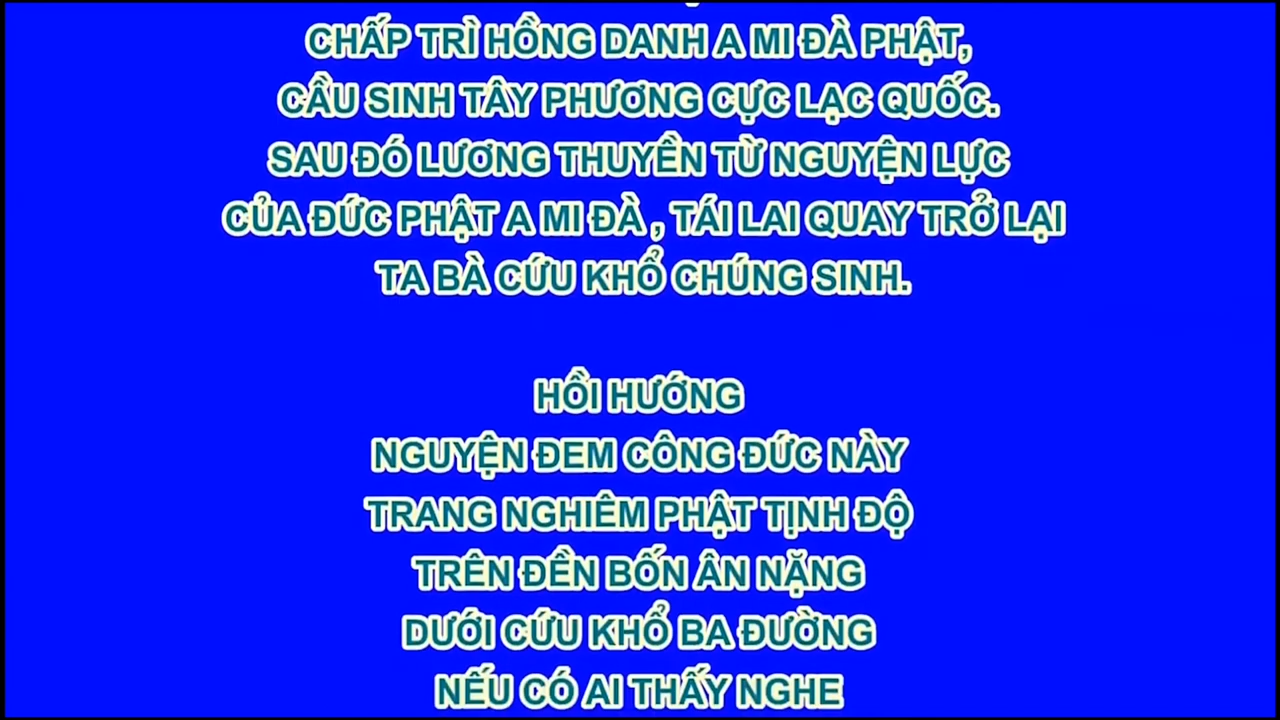 CHẤP TRÌ HỒNG DANH A MI ĐÀ PHẬT,
CẦU SINH TÂY PHƯƠNG CỰC LẠC QUỐC.
SAU ĐÓ LƯƠNG THUYỀN TỪ NGUYỆN LỰC
CỦA ĐỨC PHẬT A MI ĐÀ , TÁI LAI QUAY TRỞ LẠI
TA BÀ CỨU KHỔ CHÚNG SINH.
HỒI HƯỚNG
NGUYỆN ĐEM CÔNG ĐỨC NÀY
TRANG NGHIÊM PHẬT TỊNH ĐỘ
TRÊN ĐỀN BỐN ÂN NẶNG
DƯỚI CỨU KHỔ BA ĐƯỜNG
NẾU CÓ AI THẤY NGHE